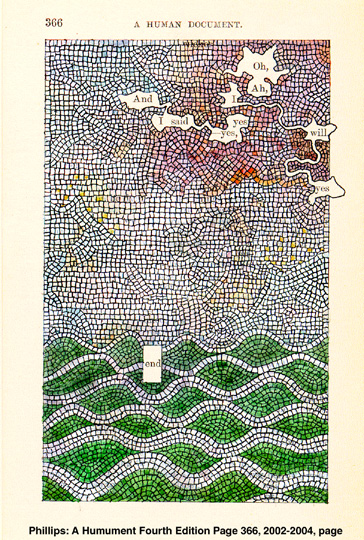 366
A HUMAN DOCUMENT.
Oh,
Ah,
And I
I said yes
yes, will
yes
end
Phillips: A Humument Fourth Edition Page 366, 2002-2004, page